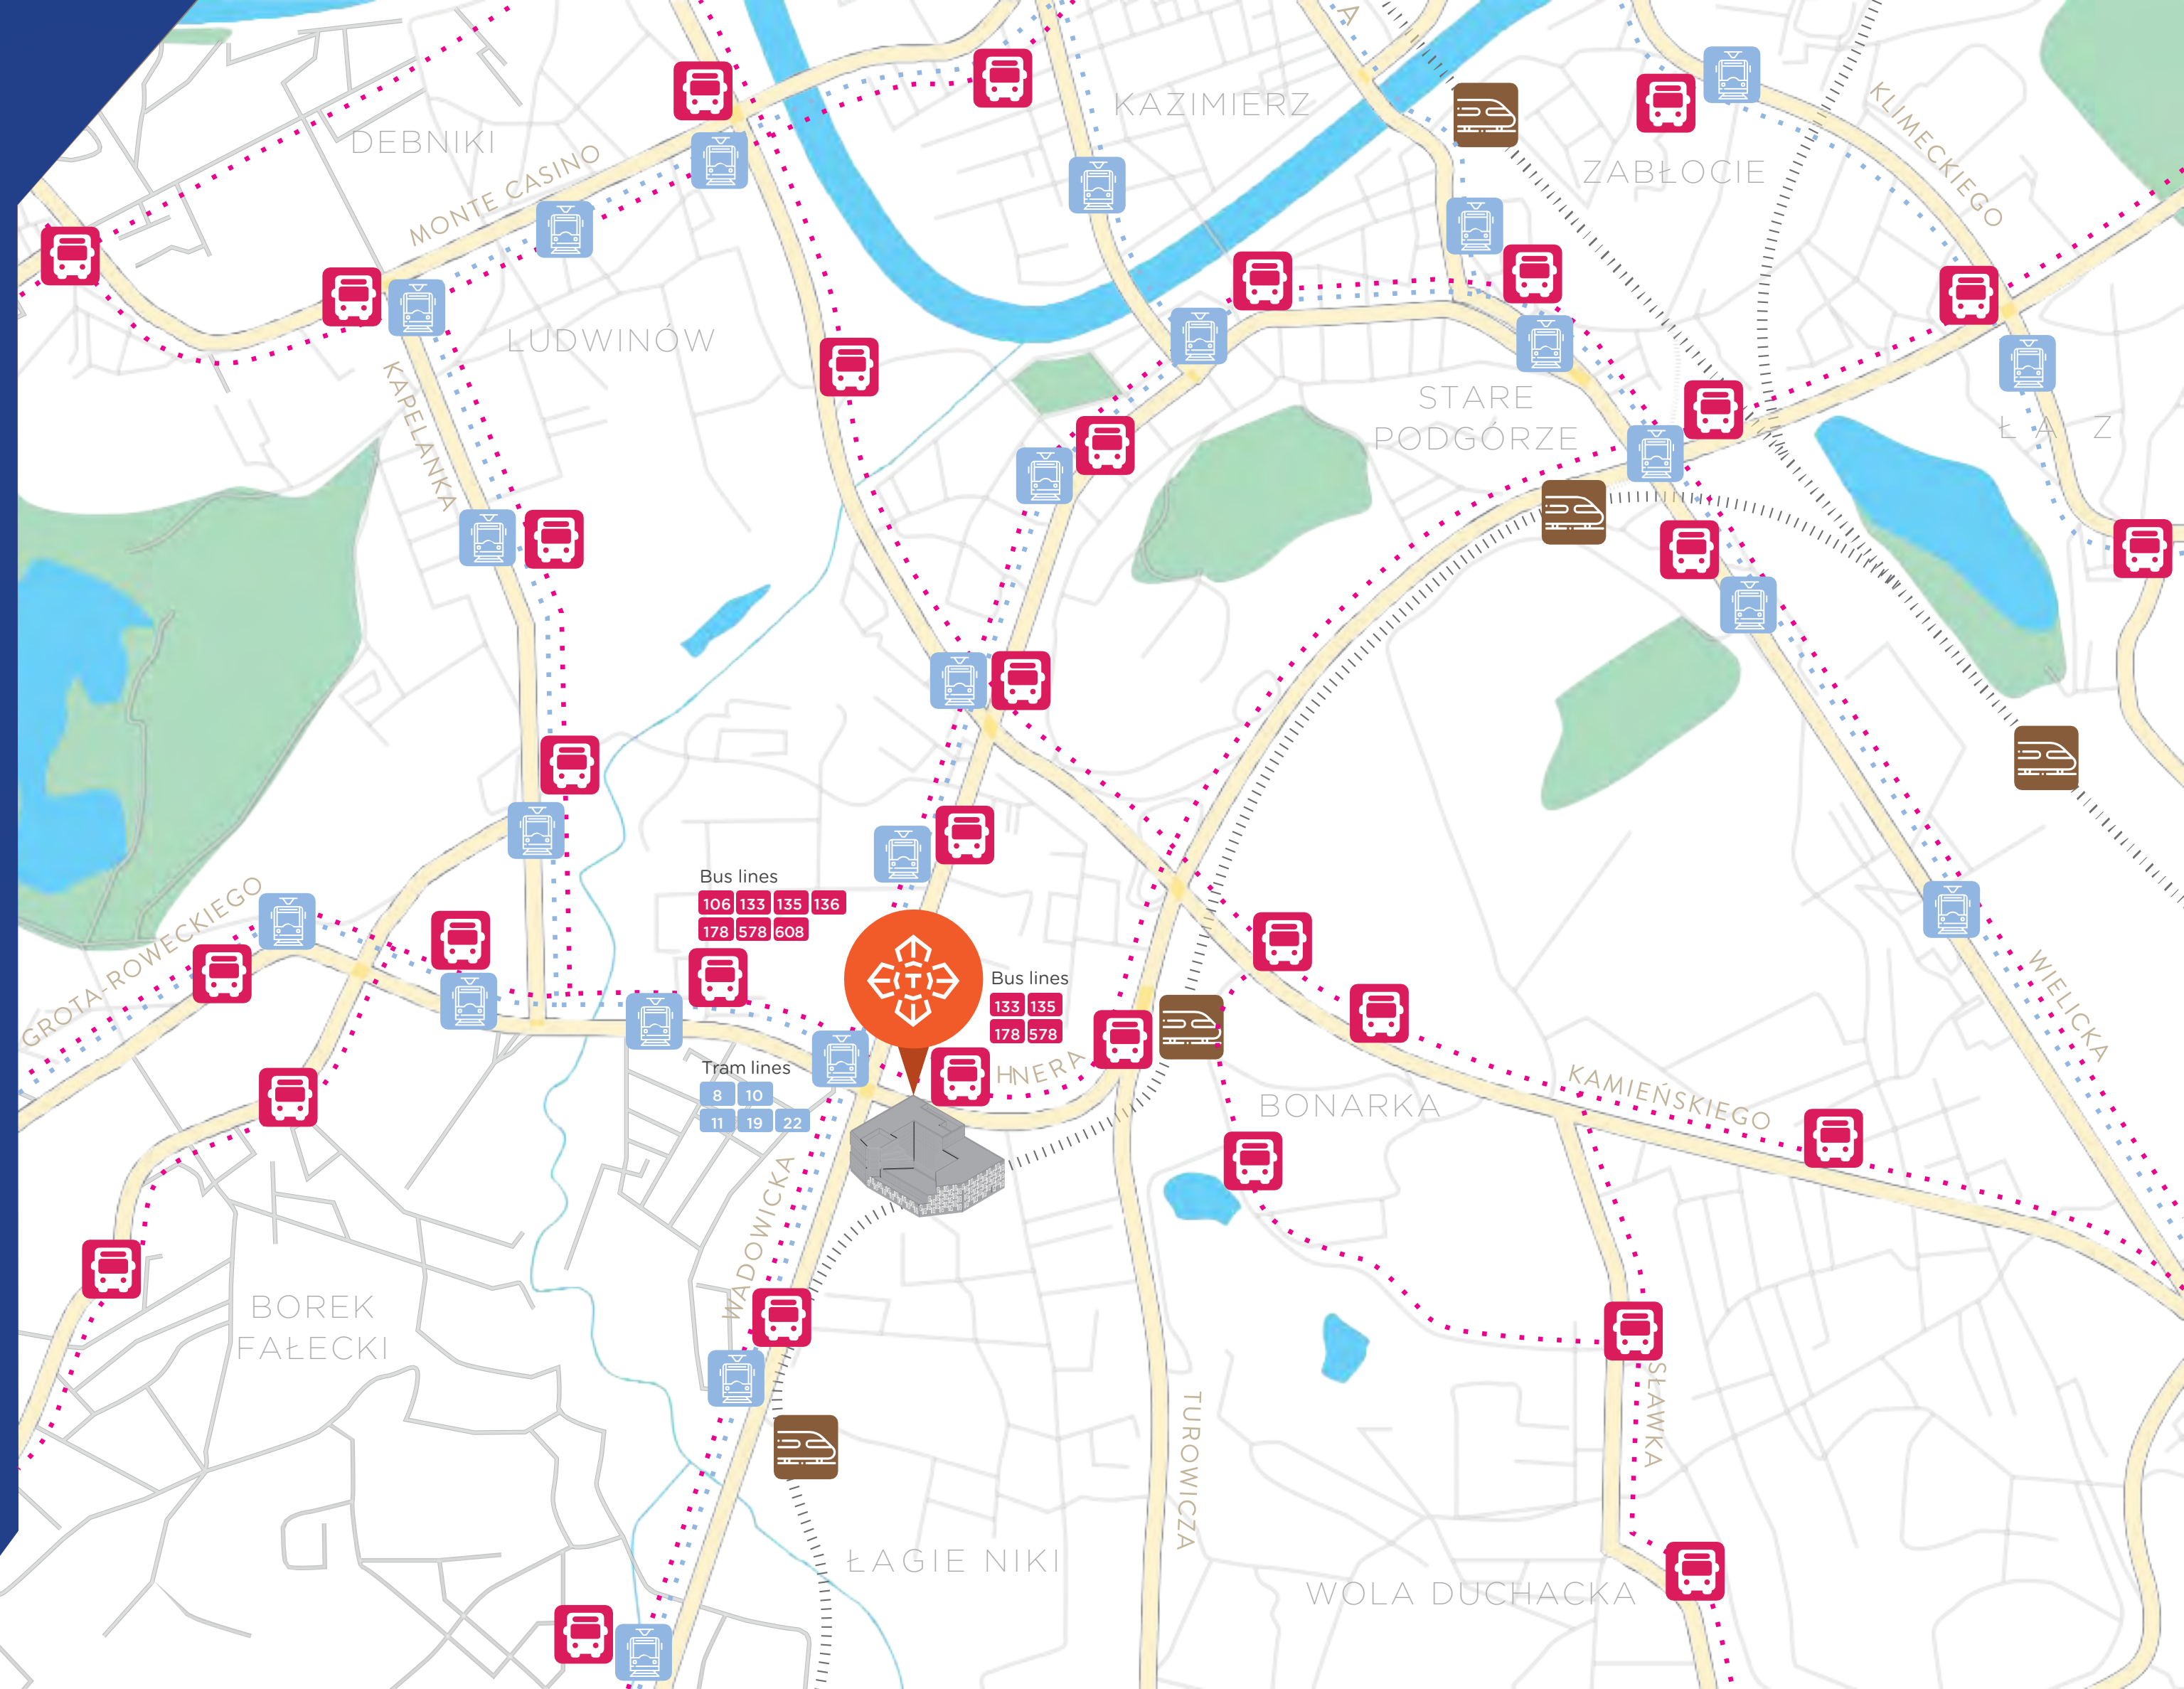 A
KAZIMIERZ
KLIMECKIEGO
DEBNIKI
MONTE CASINO
ZABŁOCIE
LUDWINÓW
KAPELANKA
STARE
PODGÓRZE
Ł A Z
Bus lines
106 133 135 136
178 578 608
GROTA-ROWECKIEGO
T
Bus lines
133 135
178 578
WIELICKA
HNERA
Tram lines
8 10
11 19 22
KAMIEŃSKIEGO
BONARKA
WADOWICKA
BOREK
FAŁECKI
SŁAWKA
TUROWICZA
ŁAGIE NIKI
WOLA DUCHACKA